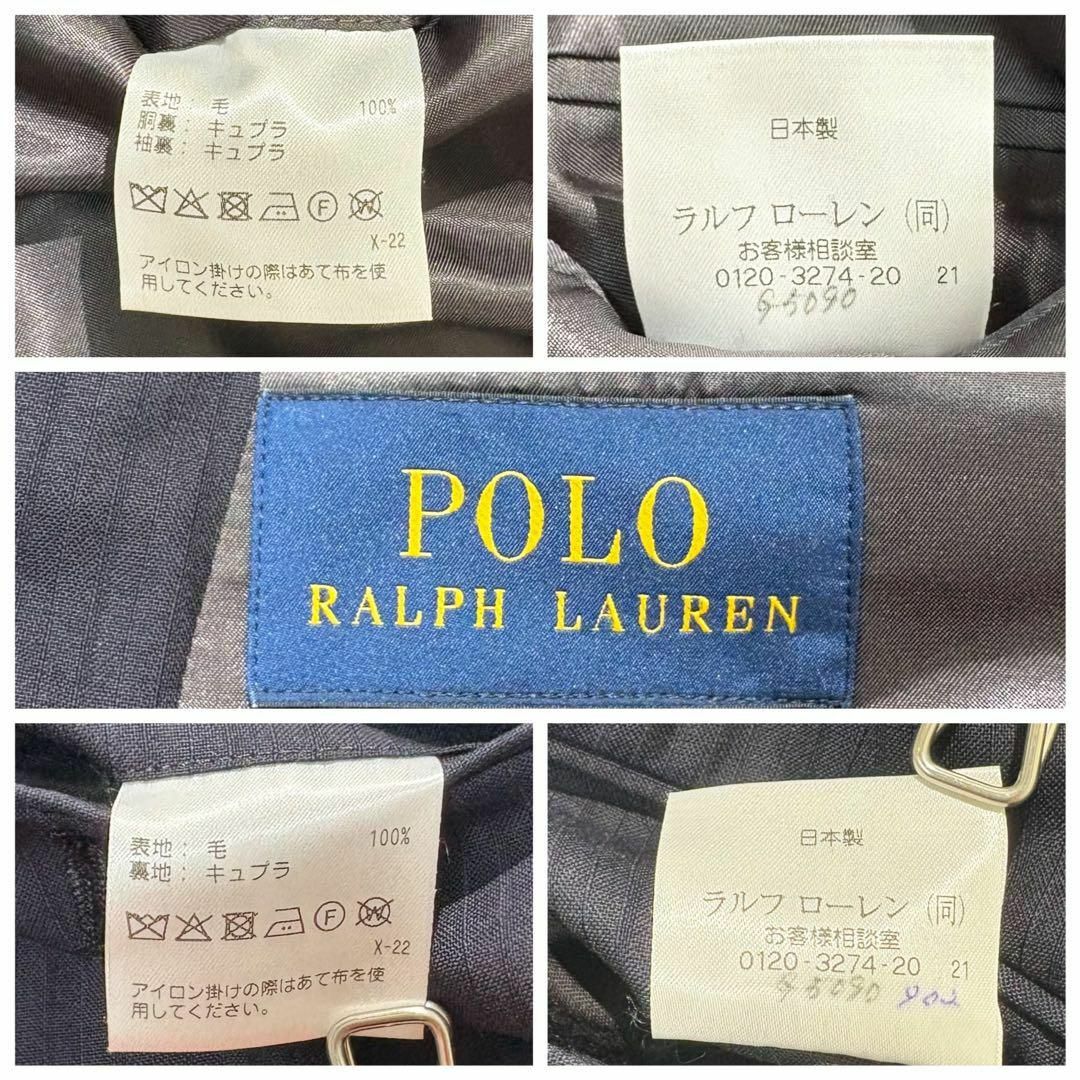 表地： 毛 100%
胴裏： キュプラ
袖裏： キュプラ
F W
X-22
アイロン掛けの際はあて布を使
用してください。
日本製
ラルフ ローレン (同)
お客様相談室
0120-3274-20 21
9-5090
POLO
RALPH LAUREN
表地： 毛 100%
裏地： キュプラ
F W
X-22
アイロン掛けの際はあて布を使
用してください。
日本製
ラルフ ローレン (同)
お客様相談室
0120-3274-20 21
9-5090 902